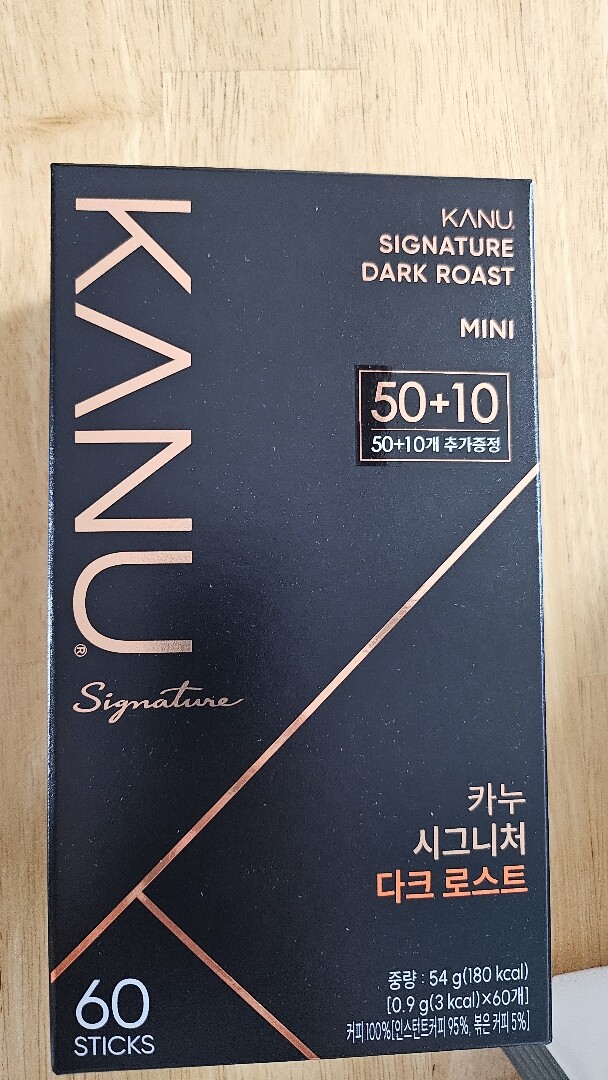 KANU®
Signature
KANU.
SIGNATURE
DARK ROAST
MINI
50+10
50+10개 추가증정
카누
시그니처
다크 로스트
중량 : 54 g(180 kcal)
[0.9 g(3 kcal)×60개]
커피 100%[인스턴트커피 95%, 볶은 커피 5%]
60
STICKS